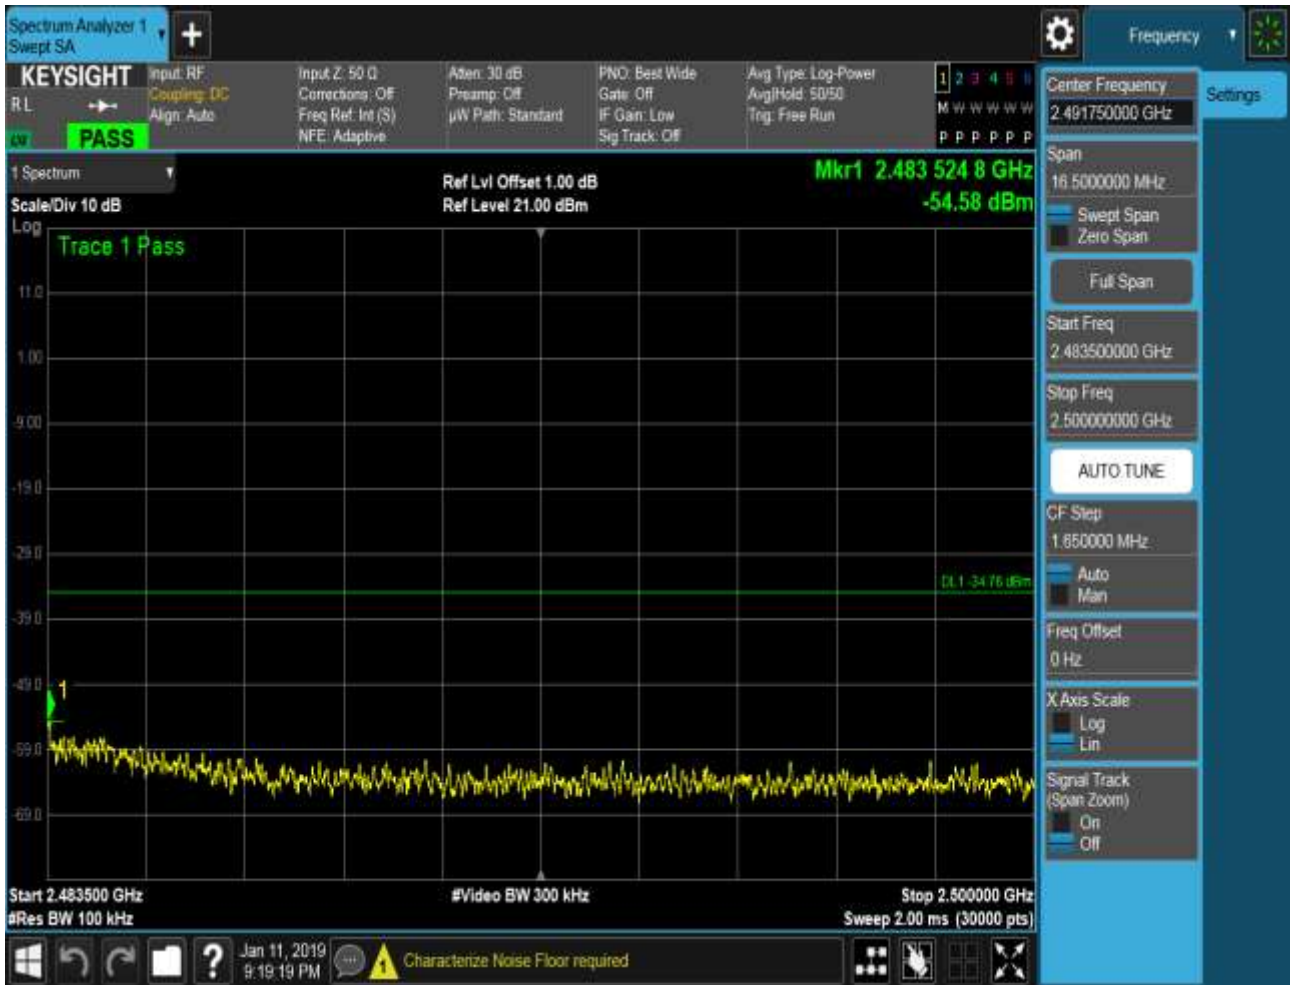 Spectrum Analyzer 1
Swept SA
+
Frequency
KEYSIGHT
RL
PASS
Input: RF
Coupling: DC
Align: Auto
Input Z: 50 Ω
Corrections: Off
Freq Ref: Int (S)
NFE: Adaptive
Atten: 30 dB
Preamp: Off
µW Path: Standard
PNO: Best Wide
Gate: Off
IF Gain: Low
Sig Track: Off
Avg Type: Log-Power
Avg|Hold: 50/50
Trig: Free Run
1 2 3 4 5 6
M W W W W W
P P P P P P
1 Spectrum
Scale/Div 10 dB
Log
Ref Lvl Offset 1.00 dB
Ref Level 21.00 dBm
Mkr1 2.483 524 8 GHz
-54.58 dBm
Trace 1 Pass
11.0
1.00
-9.00
-19.0
-29.0
DL1 -34.76 dBm
-39.0
-49.0
1
-59.0
-69.0
Start 2.483500 GHz
#Res BW 100 kHz
#Video BW 300 kHz
Stop 2.500000 GHz
Sweep 2.00 ms (30000 pts)
Jan 11, 2019
9:19:19 PM
Characterize Noise Floor required
Center Frequency
2.491750000 GHz
Settings
Span
16.5000000 MHz
Swept Span
Zero Span
Full Span
Start Freq
2.483500000 GHz
Stop Freq
2.500000000 GHz
AUTO TUNE
CF Step
1.650000 MHz
Auto
Man
Freq Offset
0 Hz
X Axis Scale
Log
Lin
Signal Track
(Span Zoom)
On
Off